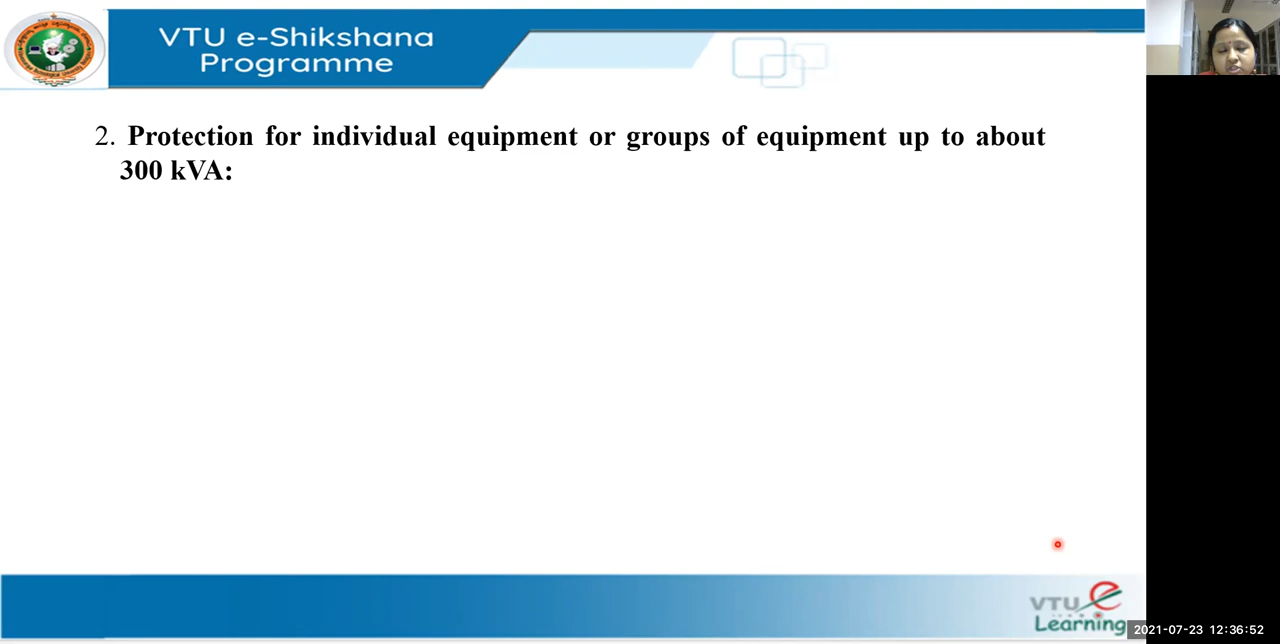 VTU e-Shikshana
Programme
2. Protection for individual equipment or groups of equipment up to about
300 kVA:
VTU e
Learning
2021-07-23 12:36:52